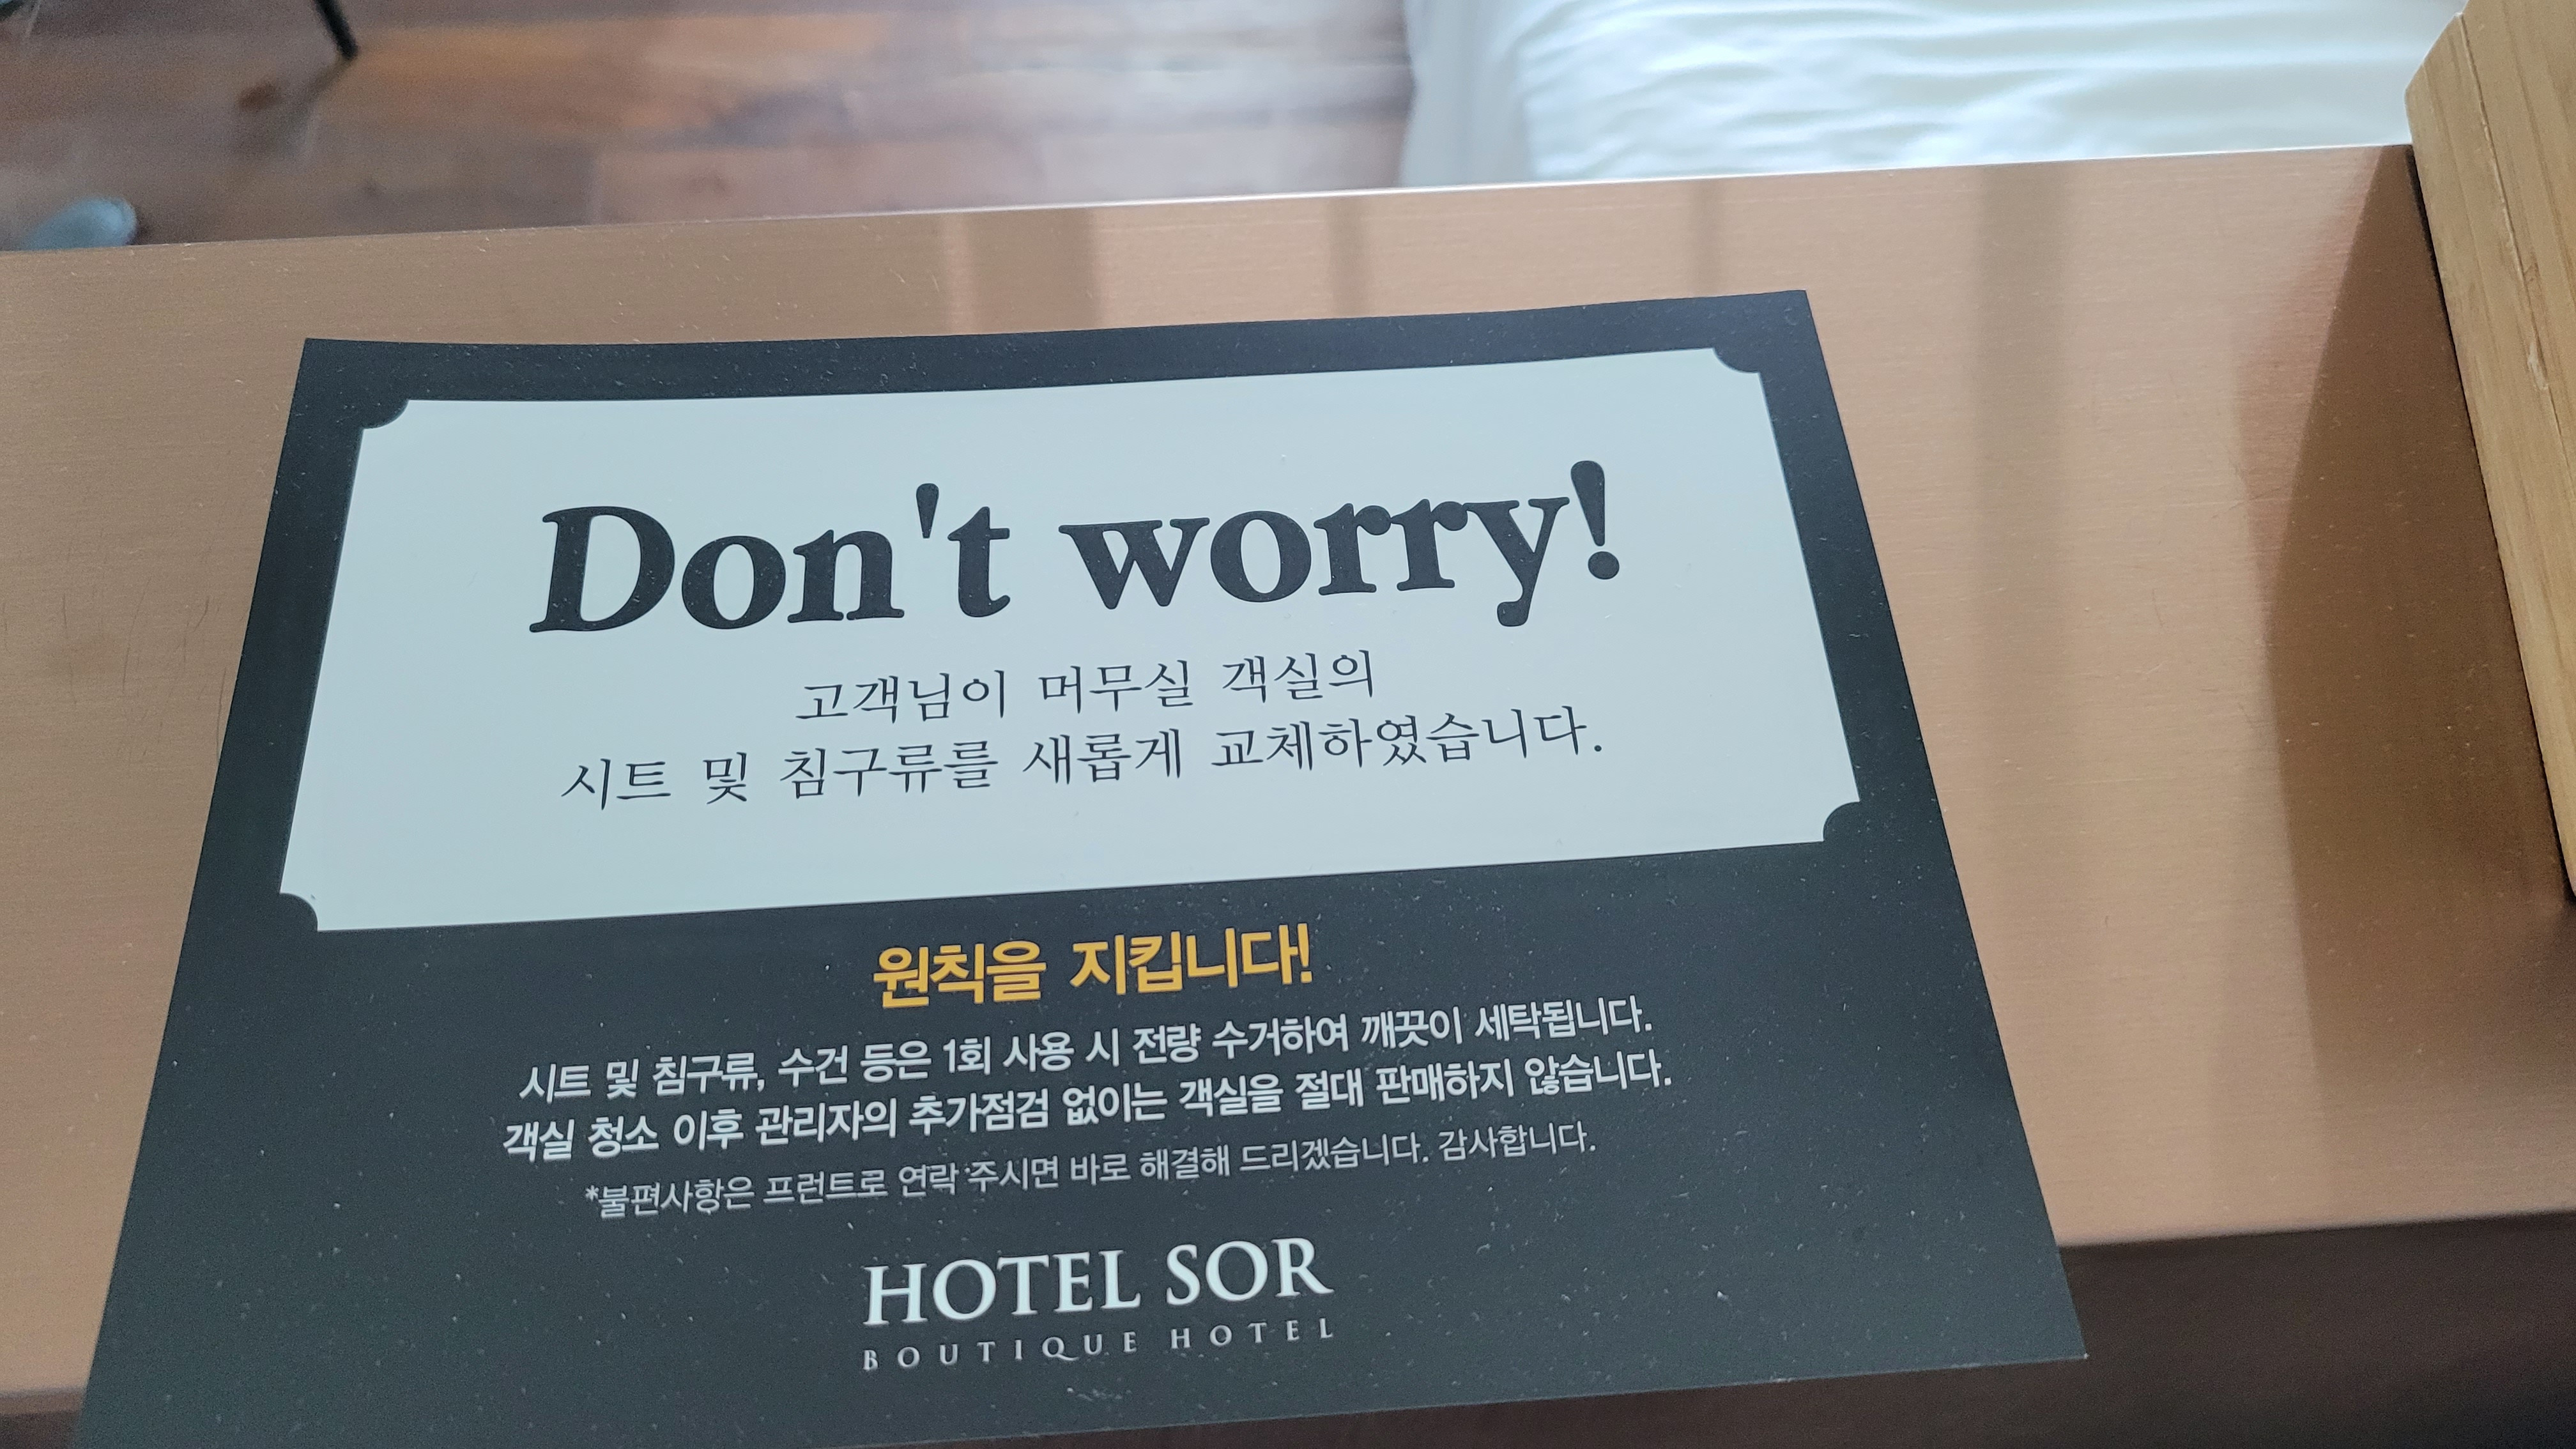 Don't worry!
고객님이 머무실 객실의
시트 및 침구류를 새롭게 교체하였습니다.
원칙을 지킵니다!
시트 및 침구류, 수건 등은 1회 사용 시 전량 수거하여 깨끗이 세탁됩니다.
객실 청소 이후 관리자의 추가점검 없이는 객실을 절대 판매하지 않습니다.
*불편사항은 프런트로 연락 주시면 바로 해결해 드리겠습니다. 감사합니다.
HOTEL SOR
BOUTIQUE HOTEL